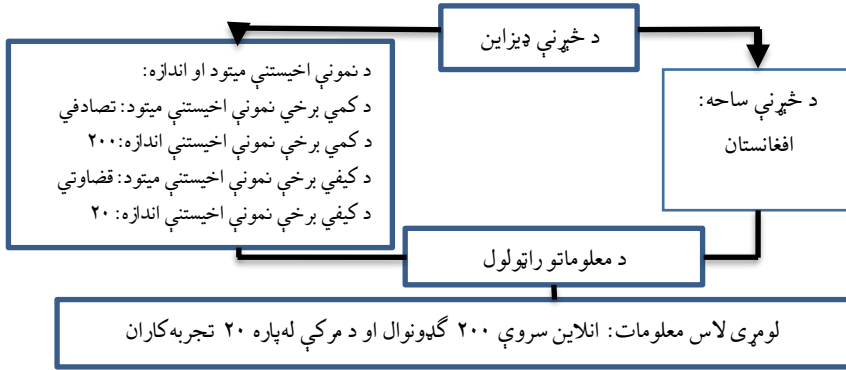 د څېړنې ډیزاین
د څېړنې ساحه:
افغانستان
د نمونې اخیستنې میتود او اندازه:
د کمي برخې نمونې اخیستنې میتود: تصادفي
د کمي برخې نمونې اخیستنې اندازه: ۲۰۰
د کیفي برخې نمونې اخیستنې میتود: قضاوتي
د کیفي برخې نمونې اخیستنې اندازه: ۲۰
د معلوماتو راټولول
لومړی لاس معلومات: انلاین سروې ۲۰۰ ګډونوال او د مرکې له‌پاره ۲۰ تجربه‌کاران